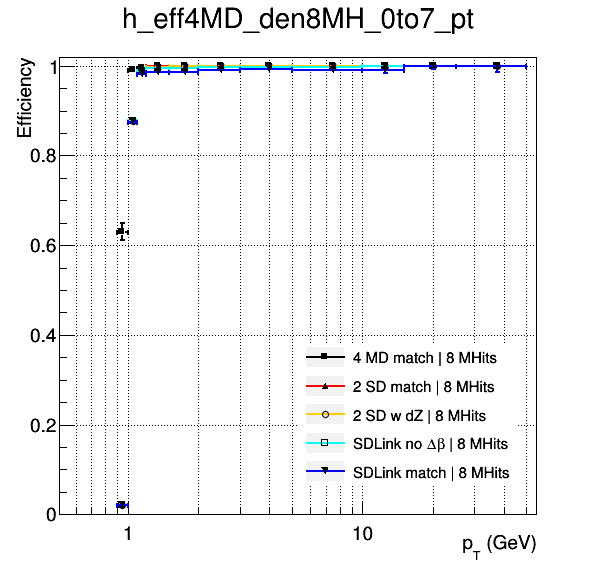 h_eff4MD_den8MH_0to7_pt
Efficiency
1
0.8
0.6
0.4
0.2
0
4 MD match | 8 MHits
2 SD match | 8 MHits
2 SD w dZ | 8 MHits
SDLink no Δβ | 8 MHits
SDLink match | 8 MHits
1
10
p_T (GeV)